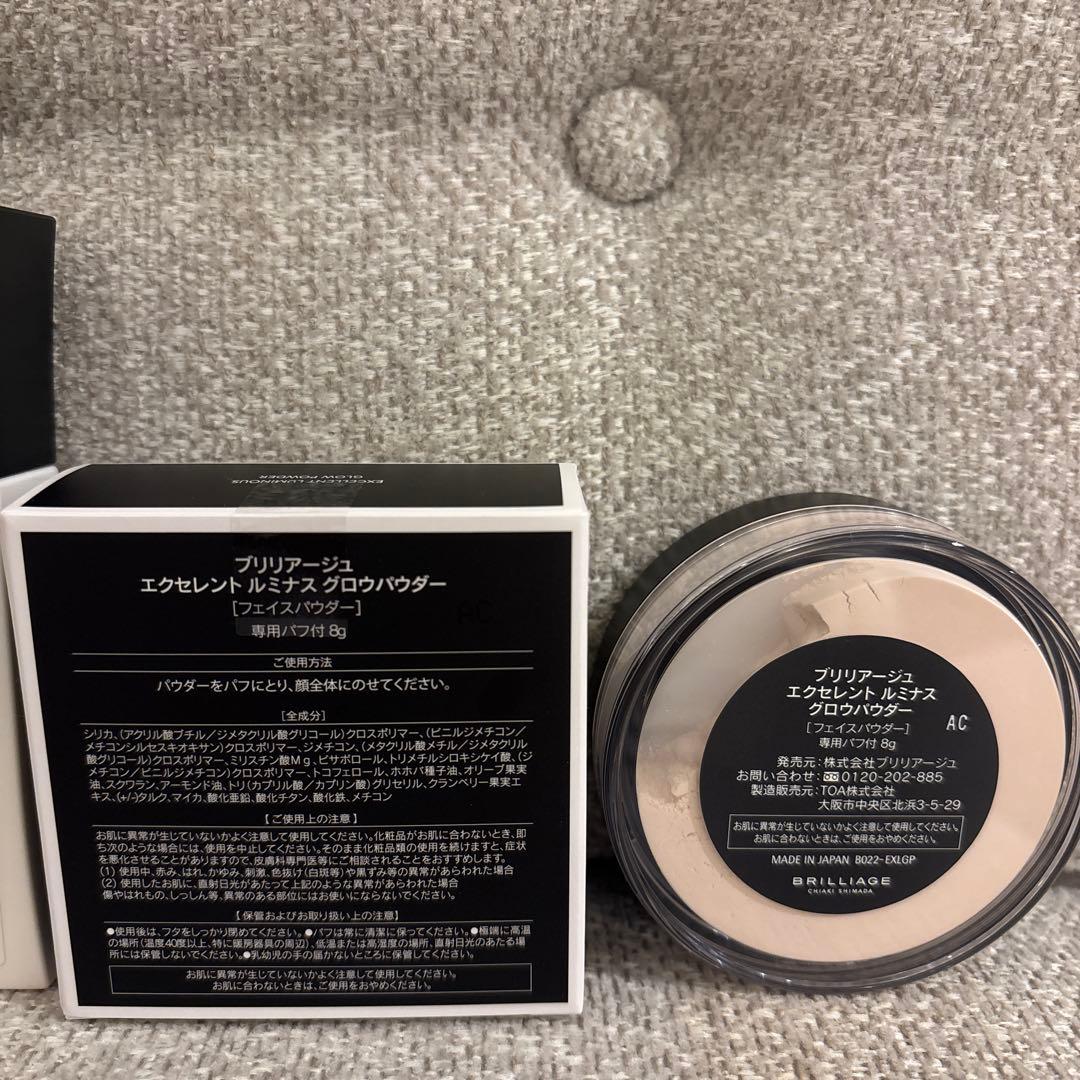 EXCELLENT LUMINOUS
GLOW POWDER
ブリリアージュ
エクセレント ルミナス グロウパウダー
[フェイスパウダー]
専用パフ付 8g
AC
ご使用方法
パウダーをパフにとり、顔全体にのせてください。
[全成分]
シリカ、(アクリル酸ブチル/ジメタクリル酸グリコール)クロスポリマー、(ビニルジメチコン/
メチコンシルセスキオキサン)クロスポリマー、ジメチコン、(メタクリル酸メチル/ジメタクリル
酸グリコール)クロスポリマー、ミリスチン酸Mg、ビサボロール、トリメチルシロキシケイ酸、(ジ
メチコン/ビニルジメチコン)クロスポリマー、トコフェロール、ホホバ種子油、オリーブ果実
油、スクワラン、アーモンド油、トリ(カプリル酸/カプリン酸)グリセリル、クランベリー果実エ
キス、(+/-)タルク、マイカ、酸化亜鉛、酸化チタン、酸化鉄、メチコン
【ご使用上の注意】
お肌に異常が生じていないかよく注意して使用してください。化粧品がお肌に合わないとき、即
ち次のような場合には、使用を中止してください。そのまま化粧品類の使用を続けますと、症状
を悪化させることがありますので、皮膚科専門医等にご相談されることをおすすめします。
(1) 使用中、赤み、はれ、かゆみ、刺激、色抜け(白斑等)や黒ずみ等の異常があらわれた場合
(2) 使用したお肌に、直射日光があたって上記のような異常があらわれた場合
傷やはれもの、しっしん等、異常のある部位にはお使いにならないでください。
【保管およびお取り扱い上の注意】
●使用後は、フタをしっかり閉めてください。●パフは常に清潔に保ってください。●極端に高温
の場所(温度40度以上、特に暖房器具の周辺)、低温または高湿度の場所、直射日光のあたる場
所には保管しないでください。●乳幼児の手の届かないところに保管してください。
お肌に異常が生じていないかよく注意して使用してください。
お肌に合わないときは、ご使用をおやめください。
ブリリアージュ
エクセレント ルミナス
グロウパウダー
AC
[フェイスパウダー]
専用パフ付 8g
発売元:株式会社ブリリアージュ
お問い合わせ:0120-202-885
製造販売元:TOA株式会社
大阪市中央区北浜3-5-29
お肌に異常が生じていないかよく注意して使用してください。
お肌に合わないときは、ご使用をおやめください。
MADE IN JAPAN B022-EXLGP
BRILLIAGE
CHIAKI SHIMADA